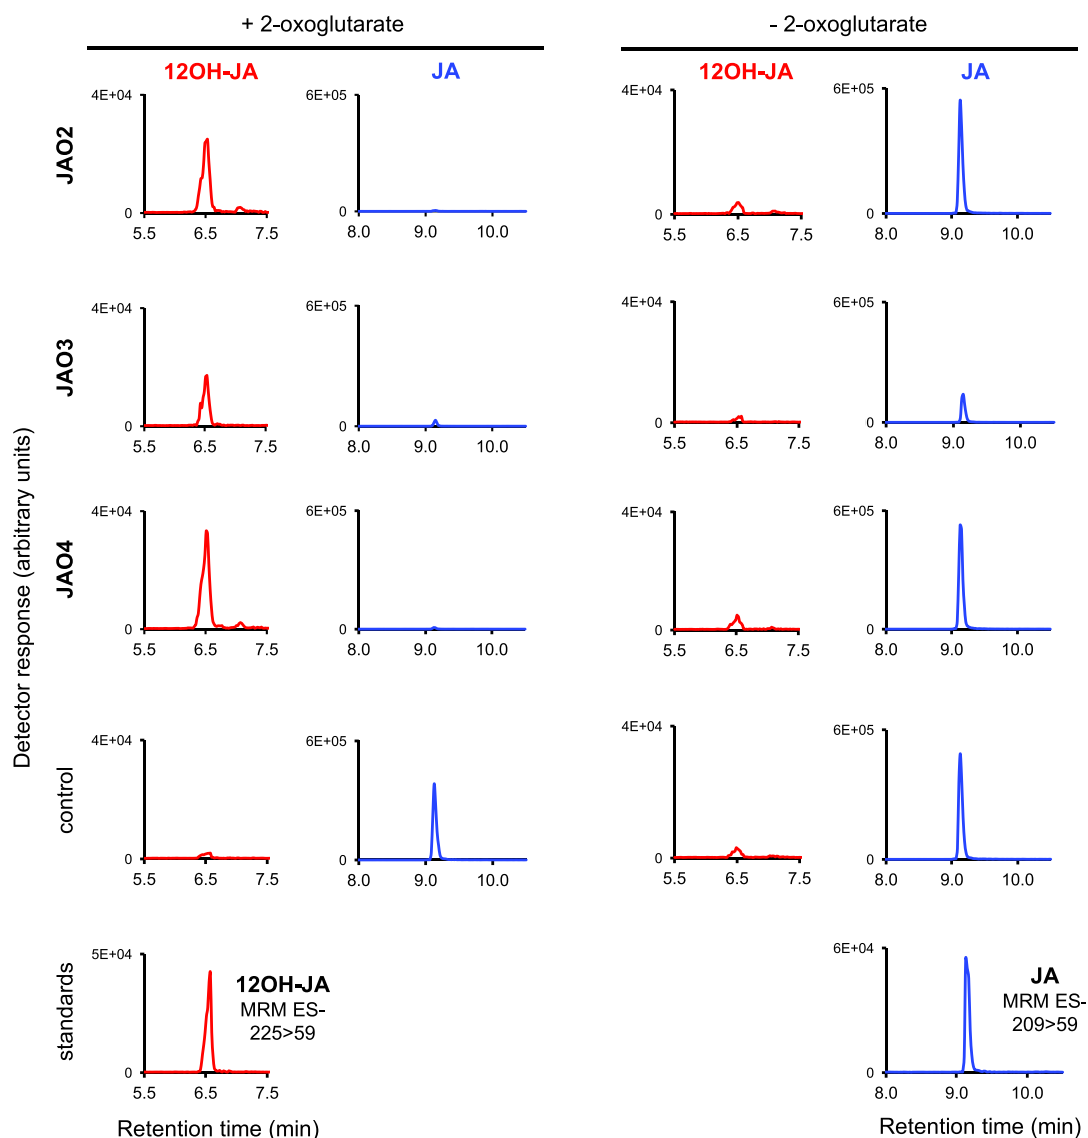 + 2-oxoglutarate
- 2-oxoglutarate
12OH-JA
JA
12OH-JA
JA
Detector response (arbitrary units)
JAO2
4E+04
0
5.5 6.5 7.5
6E+05
0
8.0 9.0 10.0
4E+04
0
5.5 6.5 7.5
6E+05
0
8.0 9.0 10.0
JAO3
4E+04
0
5.5 6.5 7.5
6E+05
0
8.0 9.0 10.0
4E+04
0
5.5 6.5 7.5
6E+05
0
8.0 9.0 10.0
JAO4
4E+04
0
5.5 6.5 7.5
6E+05
0
8.0 9.0 10.0
4E+04
0
5.5 6.5 7.5
6E+05
0
8.0 9.0 10.0
control
4E+04
0
5.5 6.5 7.5
6E+05
0
8.0 9.0 10.0
4E+04
0
5.5 6.5 7.5
6E+05
0
8.0 9.0 10.0
standards
5E+04
0
5.5 6.5 7.5
12OH-JA
MRM ES-
225>59
6E+04
0
8.0 9.0 10.0
JA
MRM ES-
209>59
Retention time (min)
Retention time (min)